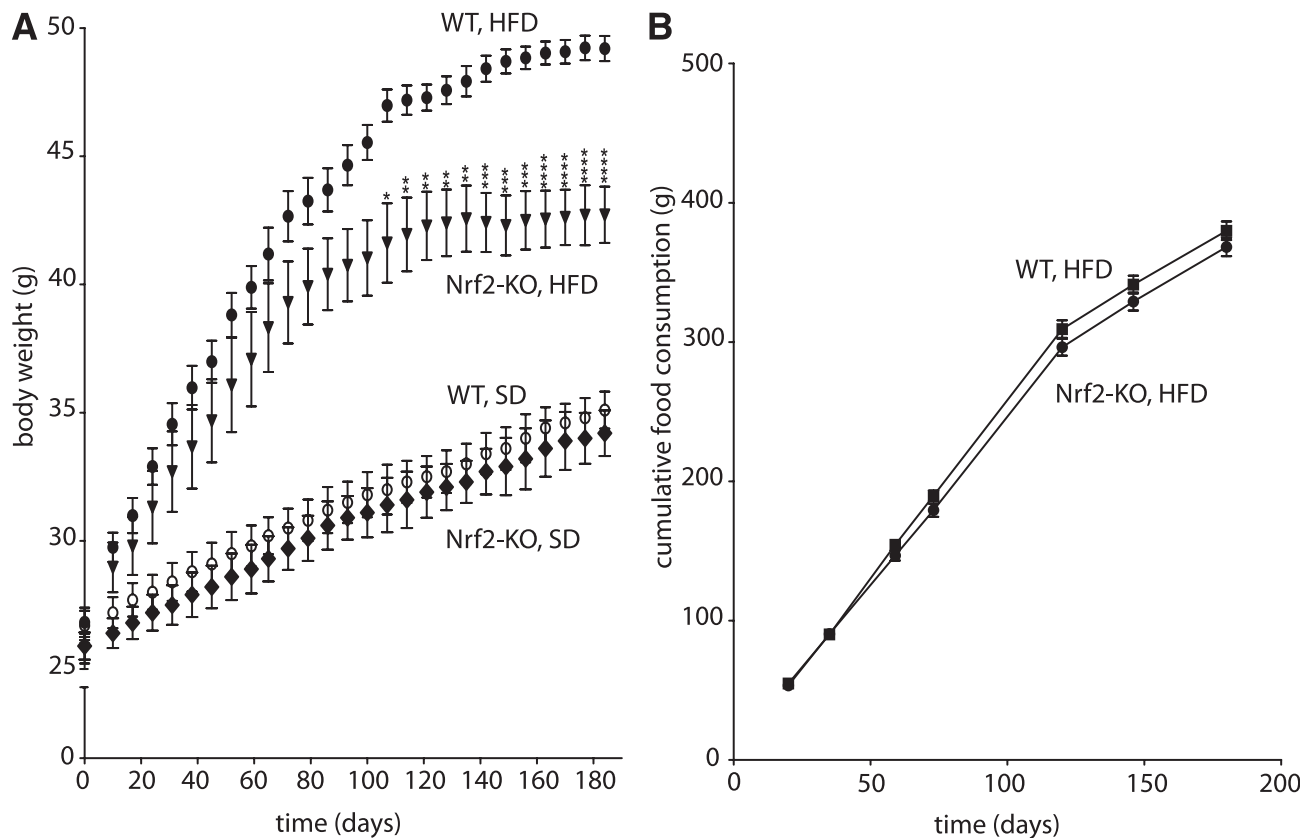 A
50
45
40
35
30
25
0
body weight (g)
WT, HFD
* ** ** ** ** *** *** *** **** **** **** ****
Nrf2-KO, HFD
WT, SD
Nrf2-KO, SD
0 20 40 60 80 100 120 140 160 180
time (days)
B
500
400
300
200
100
0
cumulative food consumption (g)
WT, HFD
Nrf2-KO, HFD
0 50 100 150 200
time (days)